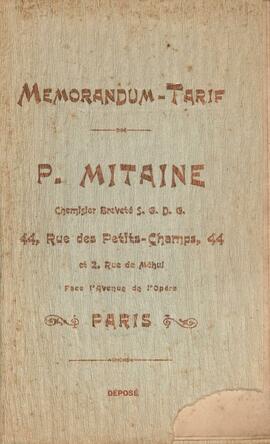 MEMORANDUM-TARIF
P. MITAINE
Chemisier Breveté S. G. D. G.
44, Rue des Petits-Champs, 44
et 2, Rue de Méhul
Face l'Avenue de l'Opéra
PARIS
DÉPOSÉ